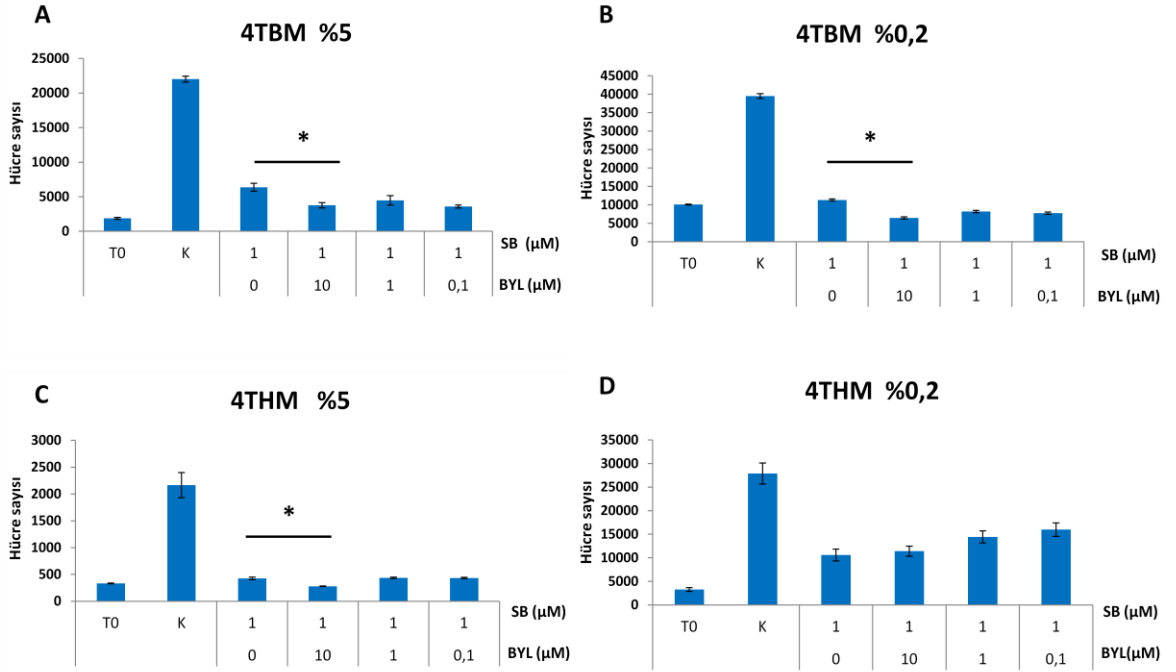 A
4TBM %5
Hücre sayısı
25000
20000
15000
10000
5000
0
*
T0 K 1 1 1 1 SB (µM)
0 10 1 0,1 BYL (µM)
B
4TBM %0,2
Hücre sayısı
45000
40000
35000
30000
25000
20000
15000
10000
5000
0
*
T0 K 1 1 1 1 SB (µM)
0 10 1 0,1 BYL (µM)
C
4THM %5
Hücre sayısı
3000
2500
2000
1500
1000
500
0
*
T0 K 1 1 1 1 SB (µM)
0 10 1 0,1 BYL (µM)
D
4THM %0,2
Hücre sayısı
35000
30000
25000
20000
15000
10000
5000
0
T0 K 1 1 1 1 SB (µM)
0 10 1 0,1 BYL(µM)